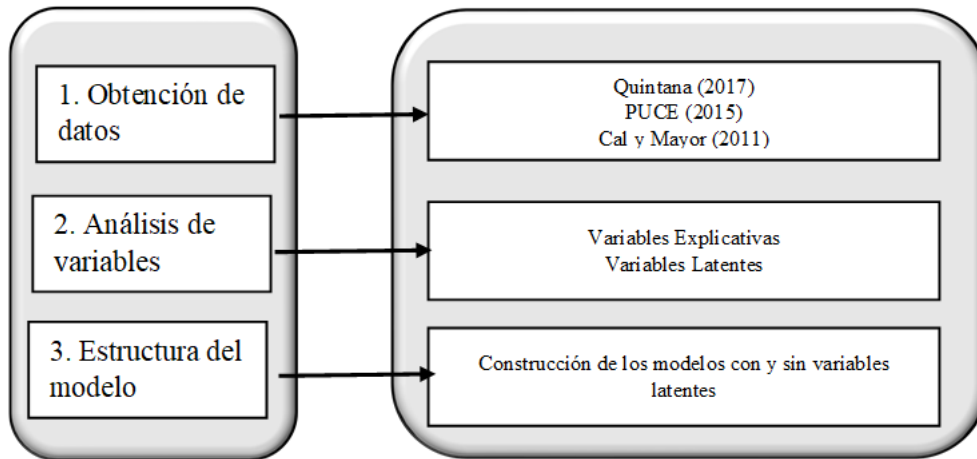 1. Obtención de
datos
Quintana (2017)
PUCE (2015)
Cal y Mayor (2011)
2. Análisis de
variables
Variables Explicativas
Variables Latentes
3. Estructura del
modelo
Construcción de los modelos con y sin variables
latentes